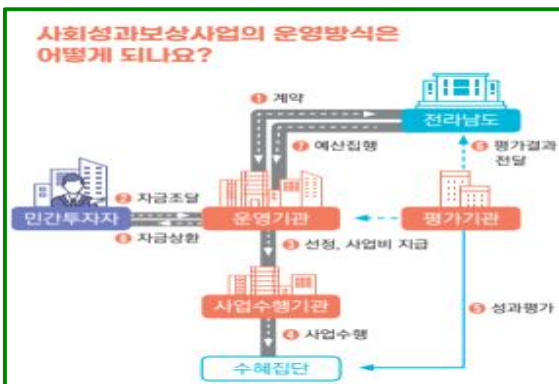 사회성과보상사업의 운영방식은
어떻게 되나요?
❶ 계약
전라남도
❼ 예산집행
❻ 평가결과
전달
❷ 자금조달
민간투자자
운영기관
평가기관
❽ 자금상환
❸ 선정, 사업비 지급
사업수행기관
❺ 성과평가
❹ 사업수행
수혜집단